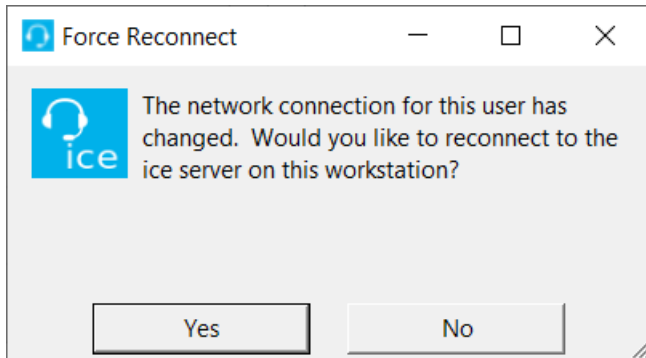 Force Reconnect
The network connection for this user has
changed.  Would you like to reconnect to the
ice server on this workstation?
ice
Yes
No